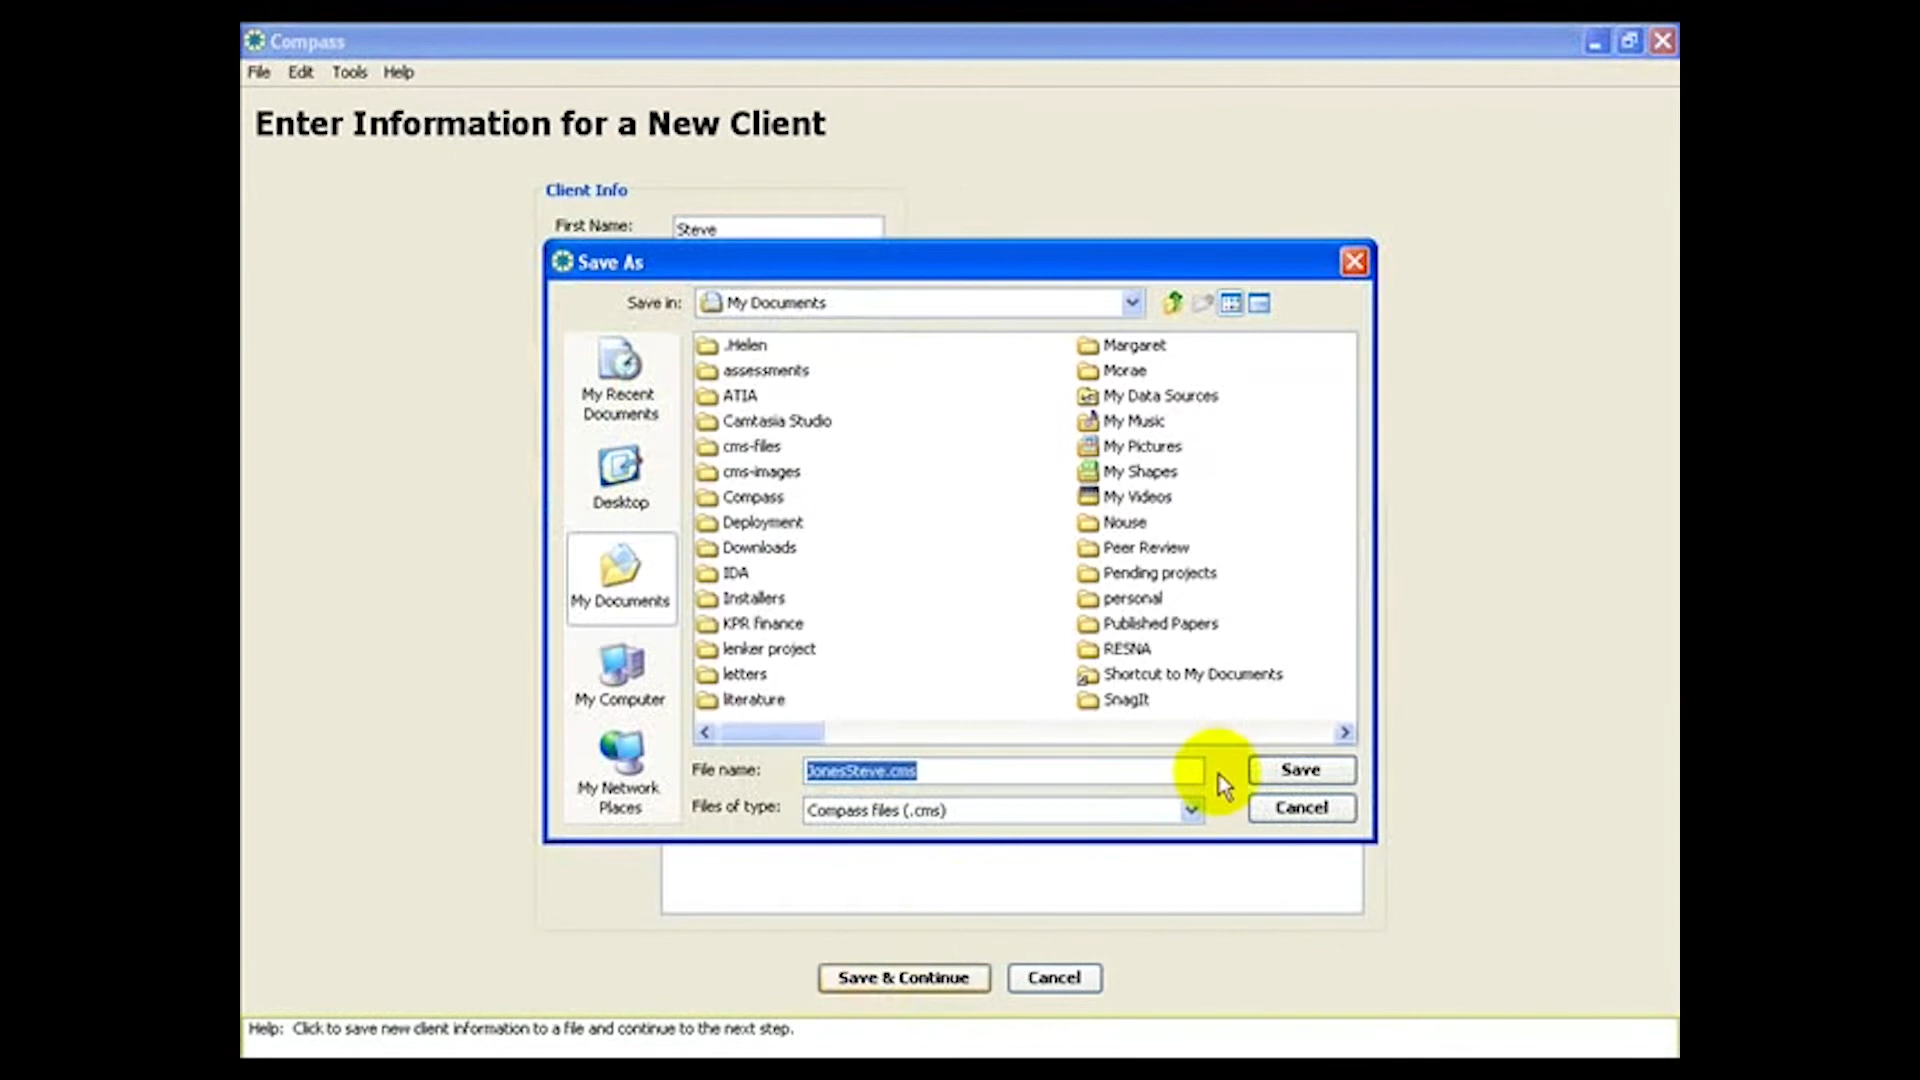 Compass
File Edit Tools Help
Enter Information for a New Client
Client Info
First Name: Steve
Save As
Save in: My Documents
My Recent Documents
Desktop
My Documents
My Computer
My Network Places
.Helen
assessments
ATIA
Camtasia Studio
cms-files
cms-images
Compass
Deployment
Downloads
IDA
Installers
KPR finance
lenker project
letters
literature
Margaret
Morae
My Data Sources
My Music
My Pictures
My Shapes
My Videos
Nouse
Peer Review
Pending projects
personal
Published Papers
RESNA
Shortcut to My Documents
SnagIt
File name: JonesSteve.cms Save
Files of type: Compass files (.cms) Cancel
Save & Continue Cancel
Help: Click to save new client information to a file and continue to the next step.